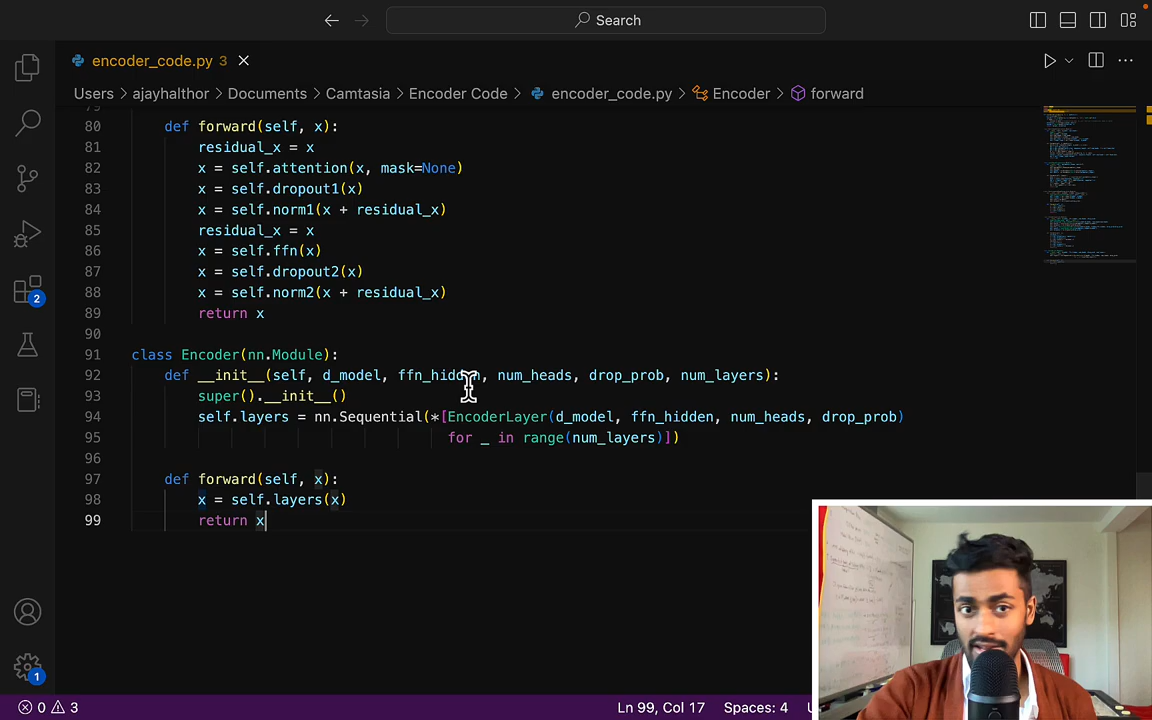 Search
encoder_code.py 3
Users > ajayhalthor > Documents > Camtasia > Encoder Code > encoder_code.py > Encoder > forward
79
80 def forward(self, x):
81 residual_x = x
82 x = self.attention(x, mask=None)
83 x = self.dropout1(x)
84 x = self.norm1(x + residual_x)
85 residual_x = x
86 x = self.ffn(x)
87 x = self.dropout2(x)
88 x = self.norm2(x + residual_x)
89 return x
90
91 class Encoder(nn.Module):
92 def __init__(self, d_model, ffn_hidden, num_heads, drop_prob, num_layers):
93 super().__init__()
94 self.layers = nn.Sequential(*[EncoderLayer(d_model, ffn_hidden, num_heads, drop_prob)
95 for _ in range(num_layers)])
96
97 def forward(self, x):
98 x = self.layers(x)
99 return x
2
1
0 3 Ln 99, Col 17 Spaces: 4